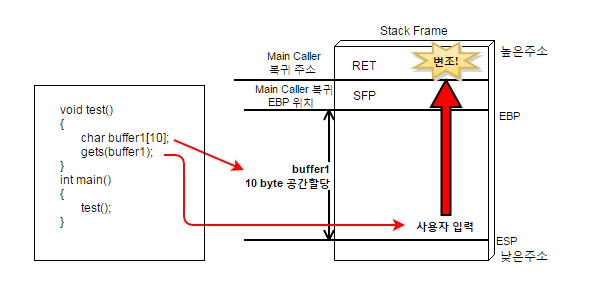 Stack Frame
높은주소
Main Caller
복귀 주소
RET
변조!
Main Caller 복귀
EBP 위치
SFP
EBP
void test()
{
char buffer1[10];
gets(buffer1);
}
int main()
{
test();
}
buffer1
10 byte 공간할당
사용자 입력
ESP
낮은주소